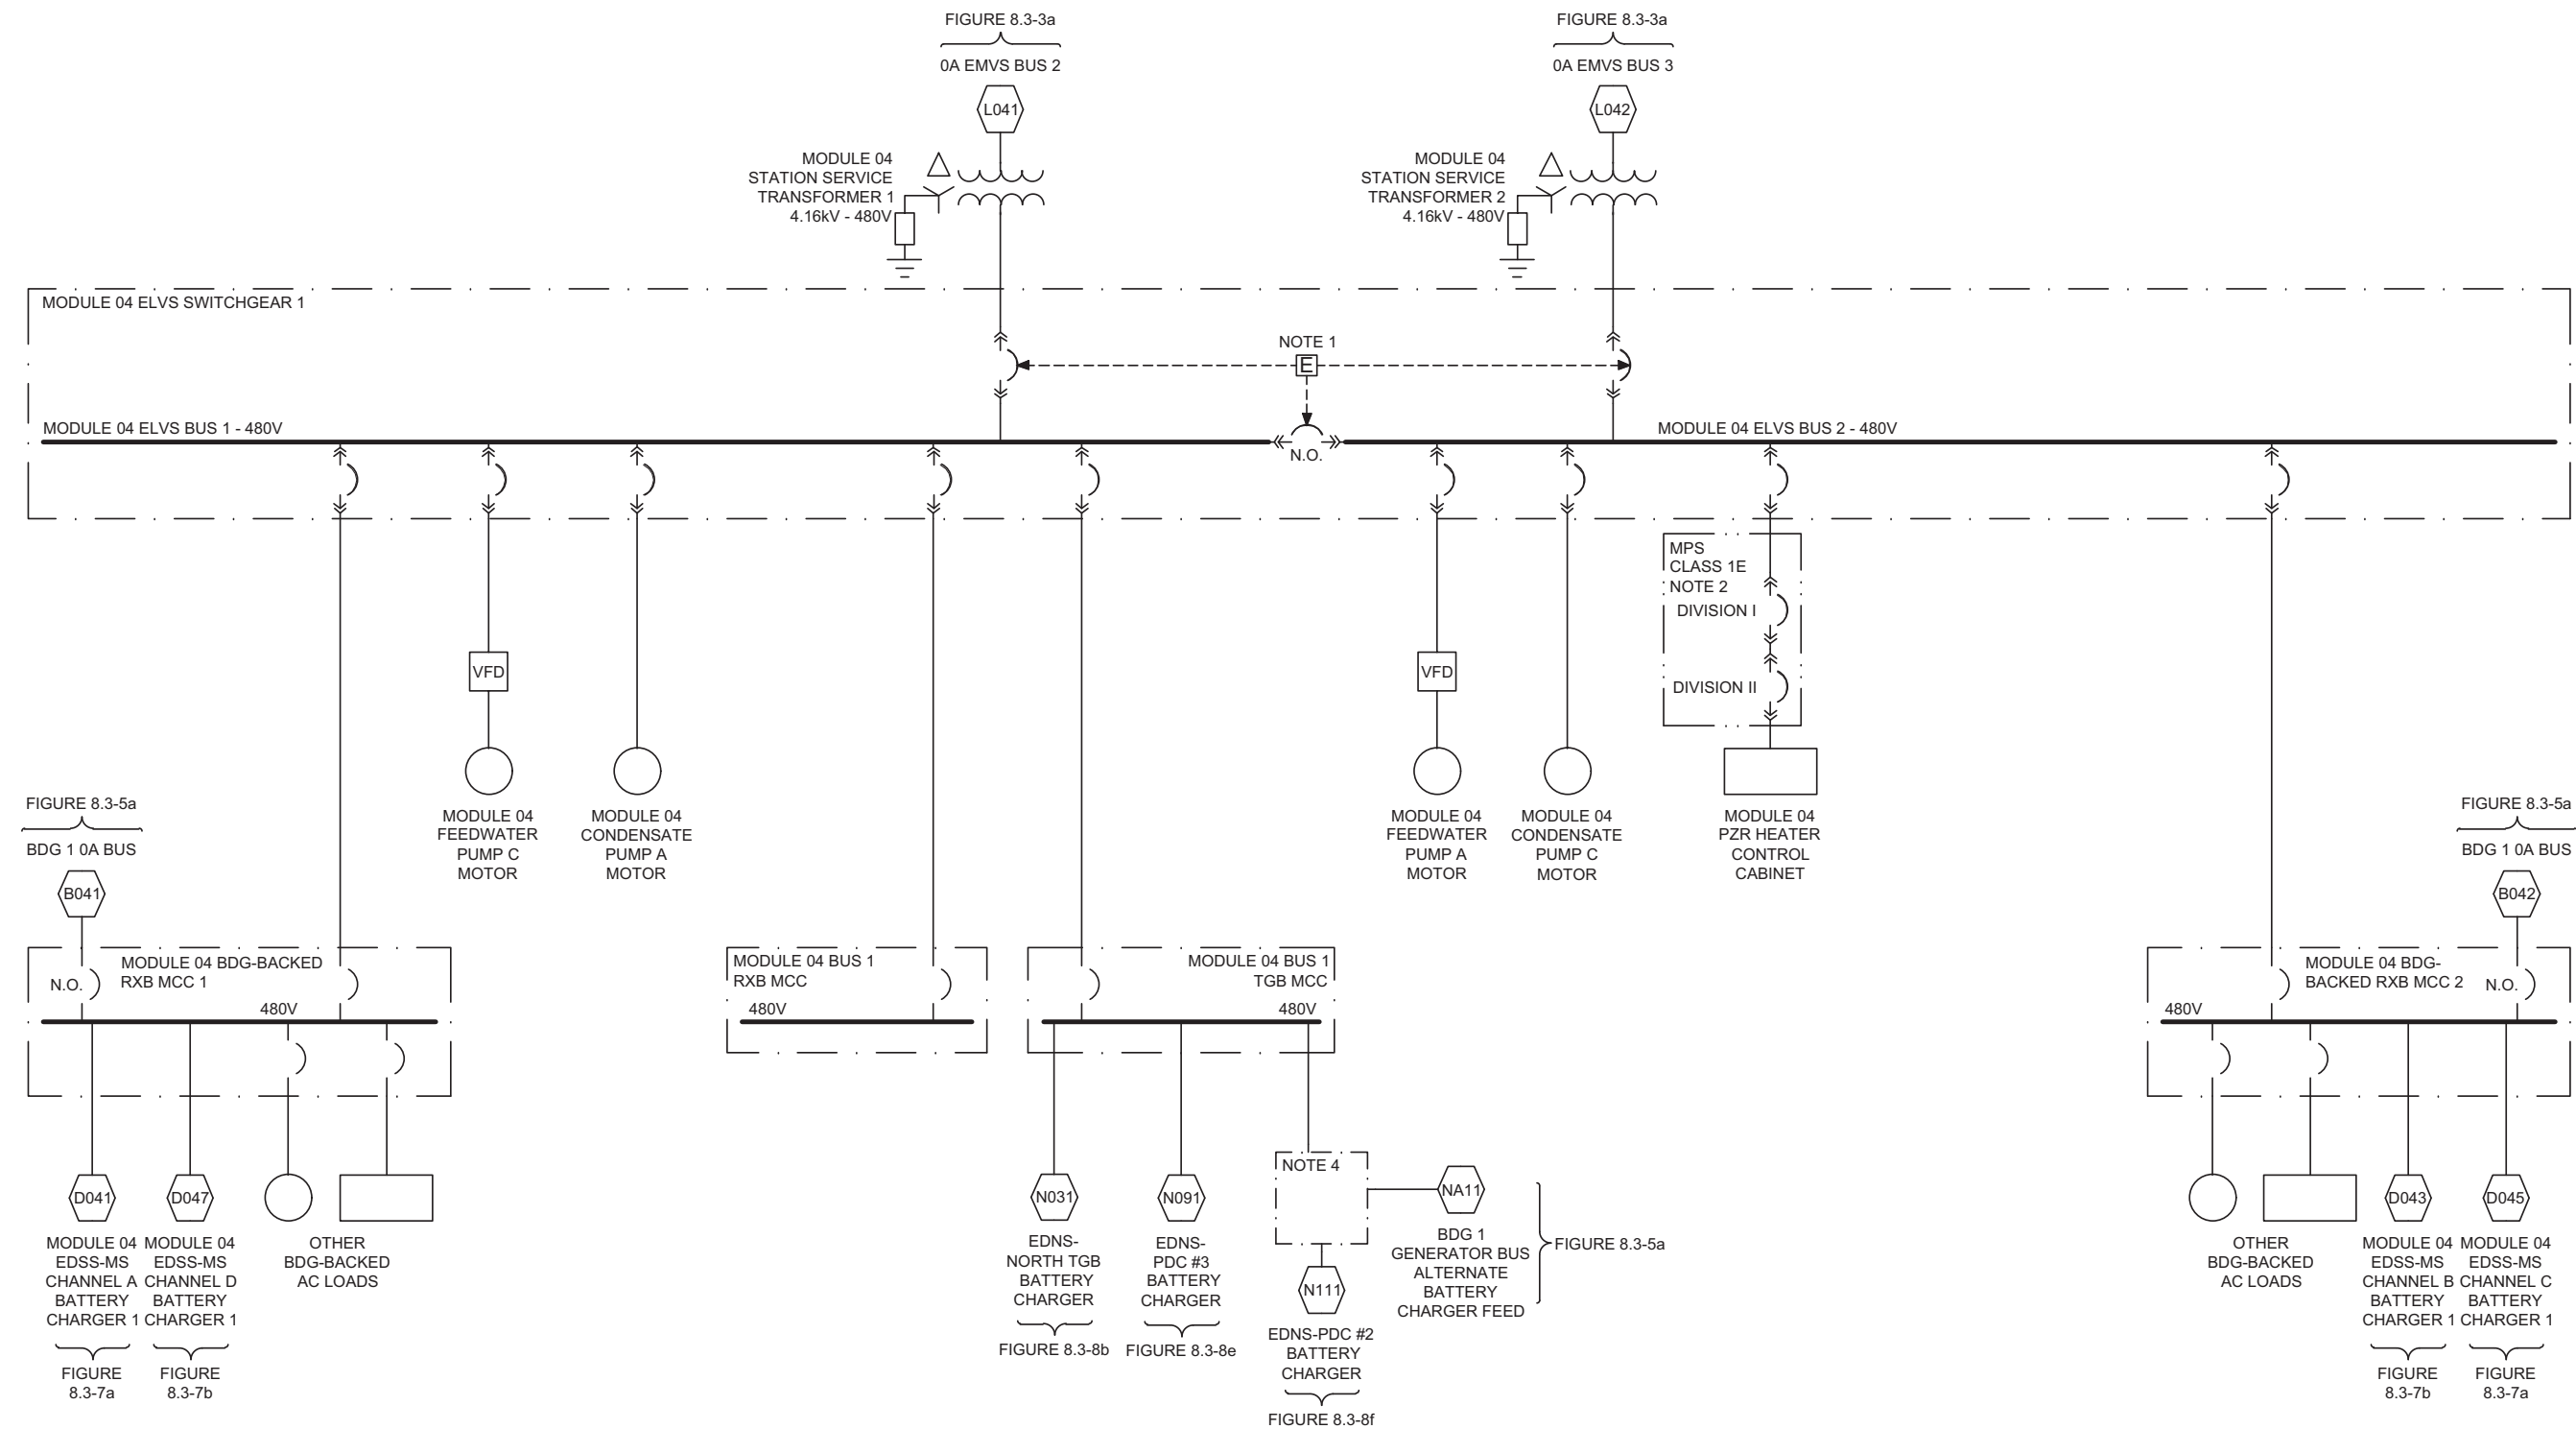 FIGURE 8.3-3a
0A EMVS BUS 2
L041
MODULE 04
STATION SERVICE
TRANSFORMER 1
4.16kV - 480V
FIGURE 8.3-3a
0A EMVS BUS 3
L042
MODULE 04
STATION SERVICE
TRANSFORMER 2
4.16kV - 480V
MODULE 04 ELVS SWITCHGEAR 1
NOTE 1
E
MODULE 04 ELVS BUS 1 - 480V
N.O.
MODULE 04 ELVS BUS 2 - 480V
MPS
CLASS 1E
NOTE 2
DIVISION I
DIVISION II
VFD
MODULE 04
FEEDWATER
PUMP C
MOTOR
MODULE 04
CONDENSATE
PUMP A
MOTOR
VFD
MODULE 04
FEEDWATER
PUMP A
MOTOR
MODULE 04
CONDENSATE
PUMP C
MOTOR
MODULE 04
PZR HEATER
CONTROL
CABINET
FIGURE 8.3-5a
BDG 1 0A BUS
B041
N.O.
MODULE 04 BDG-BACKED
RXB MCC 1
480V
MODULE 04 BUS 1
RXB MCC
480V
MODULE 04 BUS 1
TGB MCC
480V
FIGURE 8.3-5a
BDG 1 0A BUS
B042
MODULE 04 BDG-
BACKED RXB MCC 2
N.O.
480V
D041
MODULE 04
EDSS-MS
CHANNEL A
BATTERY
CHARGER 1
FIGURE
8.3-7a
D047
MODULE 04
EDSS-MS
CHANNEL D
BATTERY
CHARGER 1
FIGURE
8.3-7b
OTHER
BDG-BACKED
AC LOADS
N031
EDNS-
NORTH TGB
BATTERY
CHARGER
FIGURE 8.3-8b
N091
EDNS-
PDC #3
BATTERY
CHARGER
FIGURE 8.3-8e
NOTE 4
N111
EDNS-PDC #2
BATTERY
CHARGER
FIGURE 8.3-8f
NA11
BDG 1
GENERATOR BUS
ALTERNATE
BATTERY
CHARGER FEED
FIGURE 8.3-5a
OTHER
BDG-BACKED
AC LOADS
D043
MODULE 04
EDSS-MS
CHANNEL B
BATTERY
CHARGER 1
FIGURE
8.3-7b
D045
MODULE 04
EDSS-MS
CHANNEL C
BATTERY
CHARGER 1
FIGURE
8.3-7a